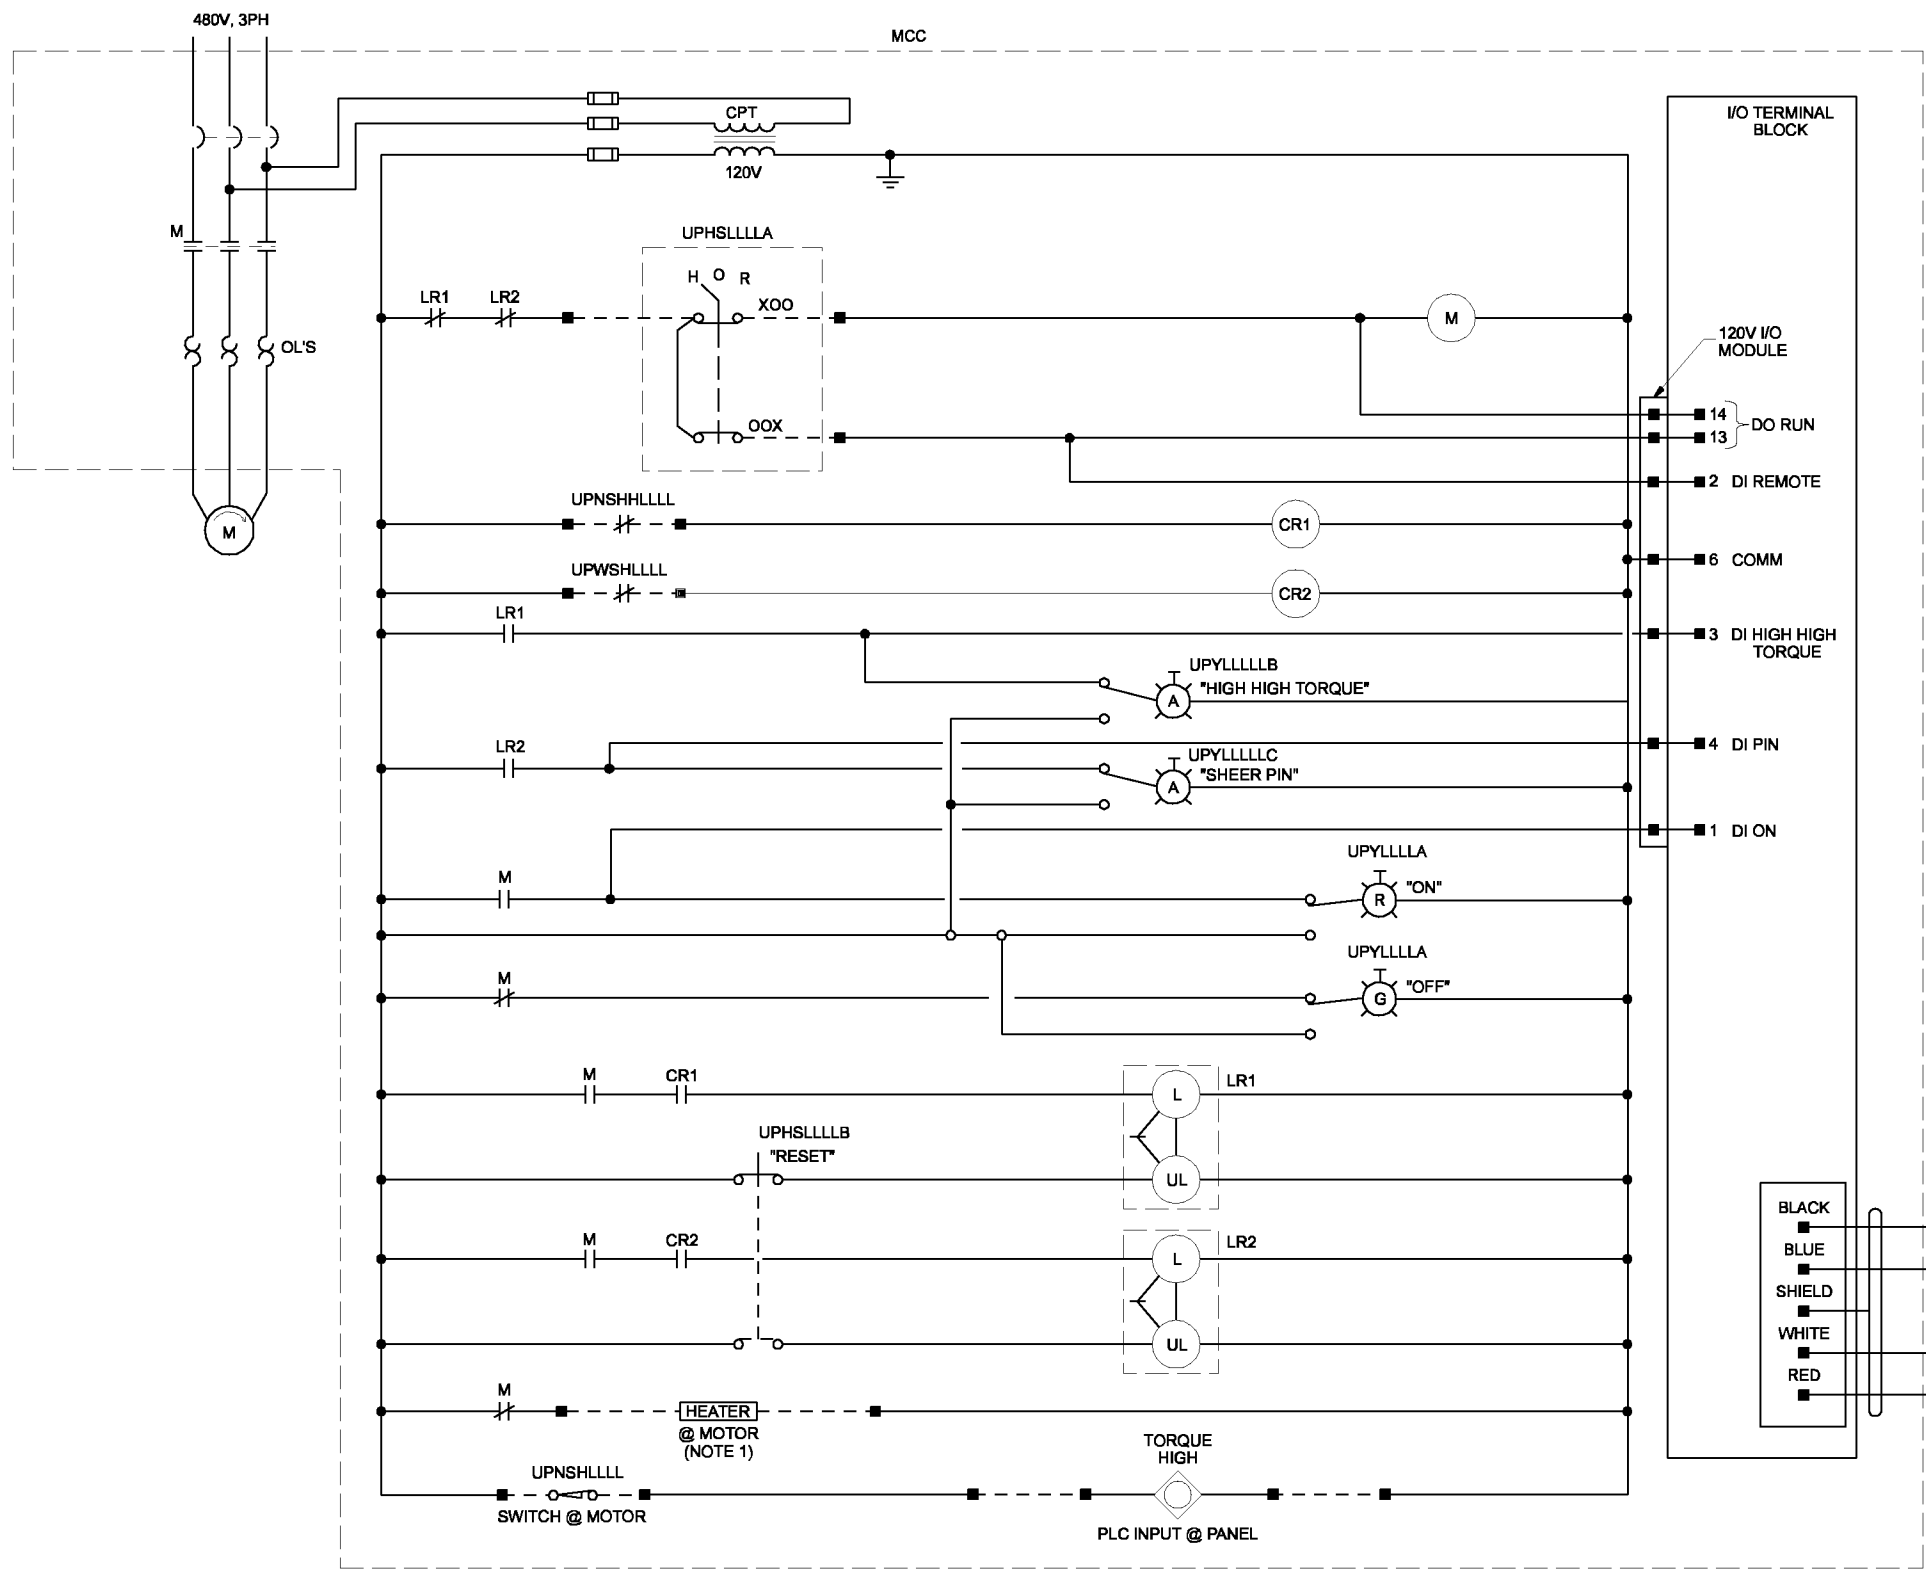 480V, 3PH
MCC
CPT
120V
I/O TERMINAL
BLOCK
M
UPHSLLLLA
H O R
XOO
LR1
LR2
M
120V I/O
MODULE
OL'S
OOX
14
13
DO RUN
2 DI REMOTE
UPNSHHLLLL
CR1
M
6 COMM
UPWSHLLLL
CR2
LR1
3 DI HIGH HIGH
TORQUE
UPYLLLLLB
"HIGH HIGH TORQUE"
A
LR2
4 DI PIN
UPYLLLLLC
"SHEER PIN"
A
1 DI ON
UPYLLLLA
M
"ON"
R
UPYLLLLA
M
"OFF"
G
M
CR1
L
LR1
UPHSLLLLB
"RESET"
UL
M
CR2
L
LR2
UL
BLACK
BLUE
SHIELD
WHITE
RED
M
HEATER
@ MOTOR
(NOTE 1)
TORQUE
HIGH
UPNSHLLLL
SWITCH @ MOTOR
PLC INPUT @ PANEL